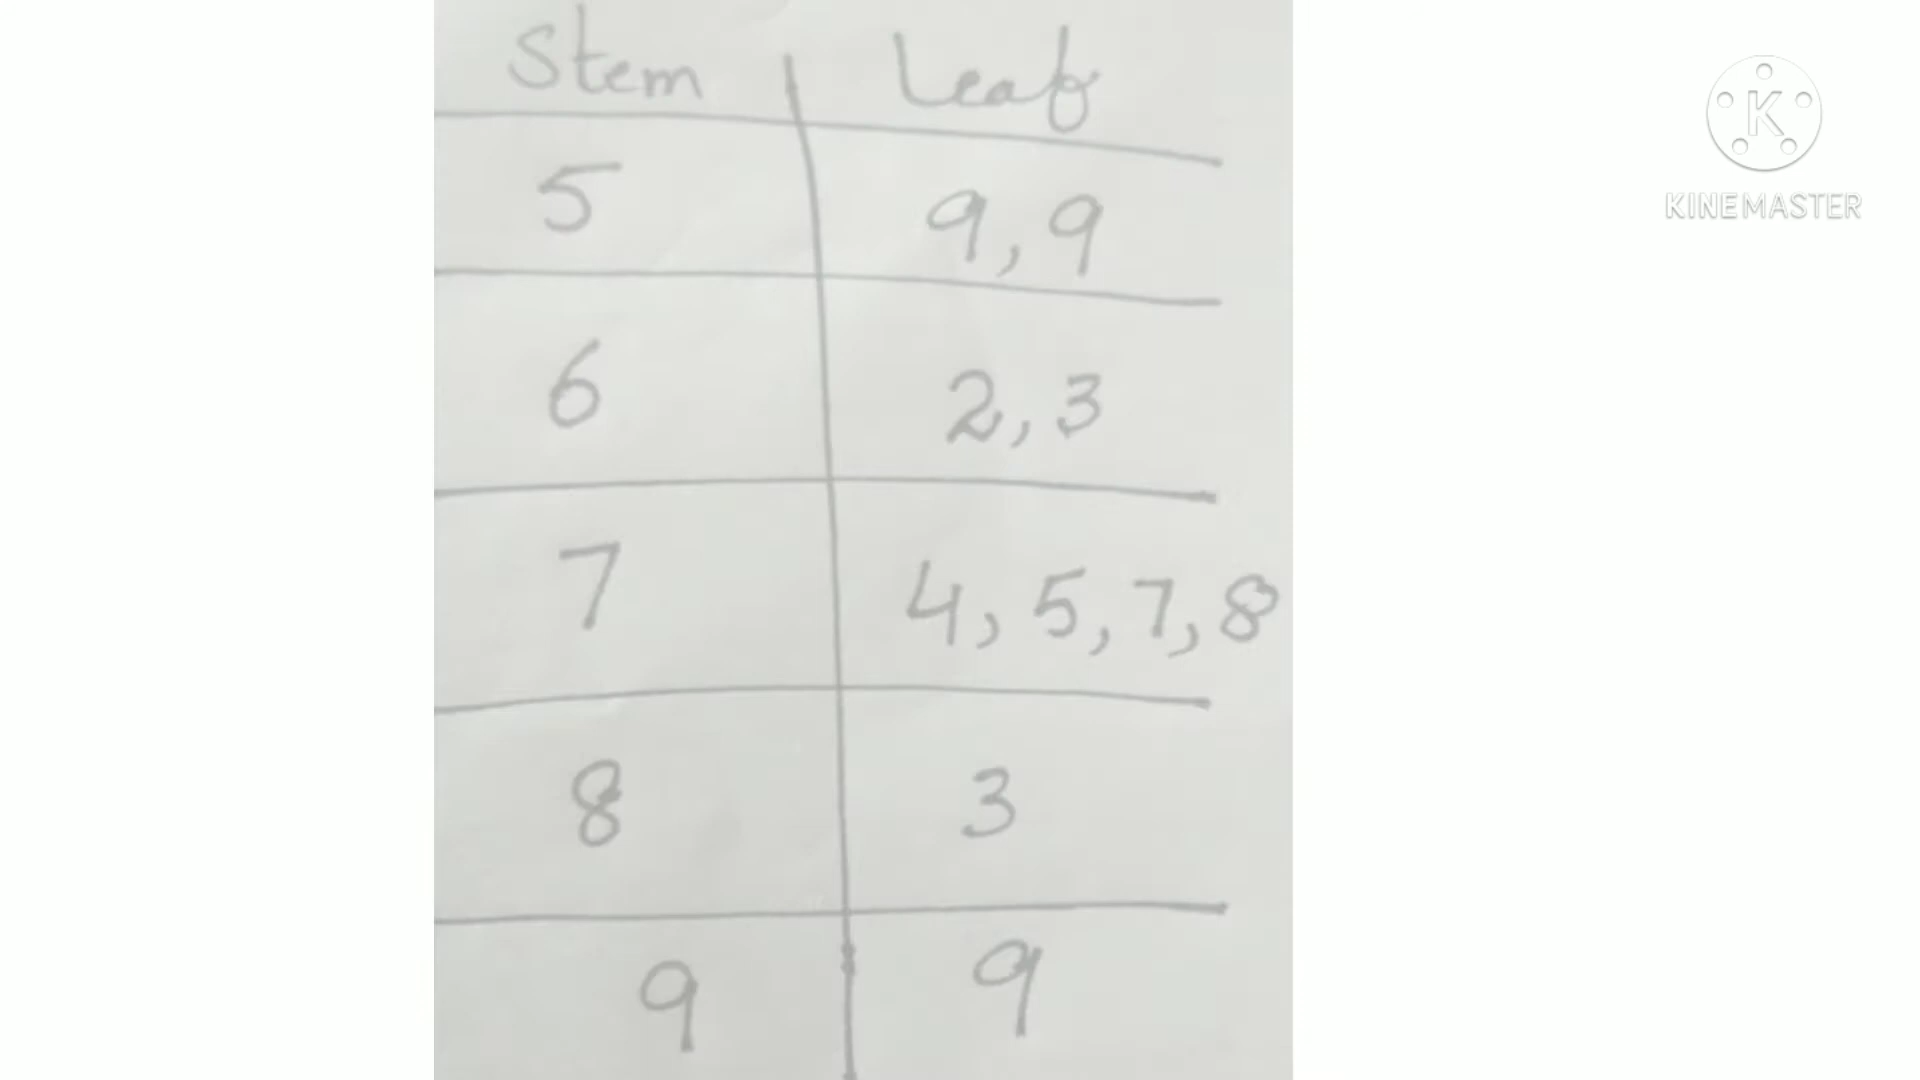 Stem Leaf
5 9, 9
6 2, 3
7 4, 5, 7, 8
8 3
9 9
K
KINEMASTER